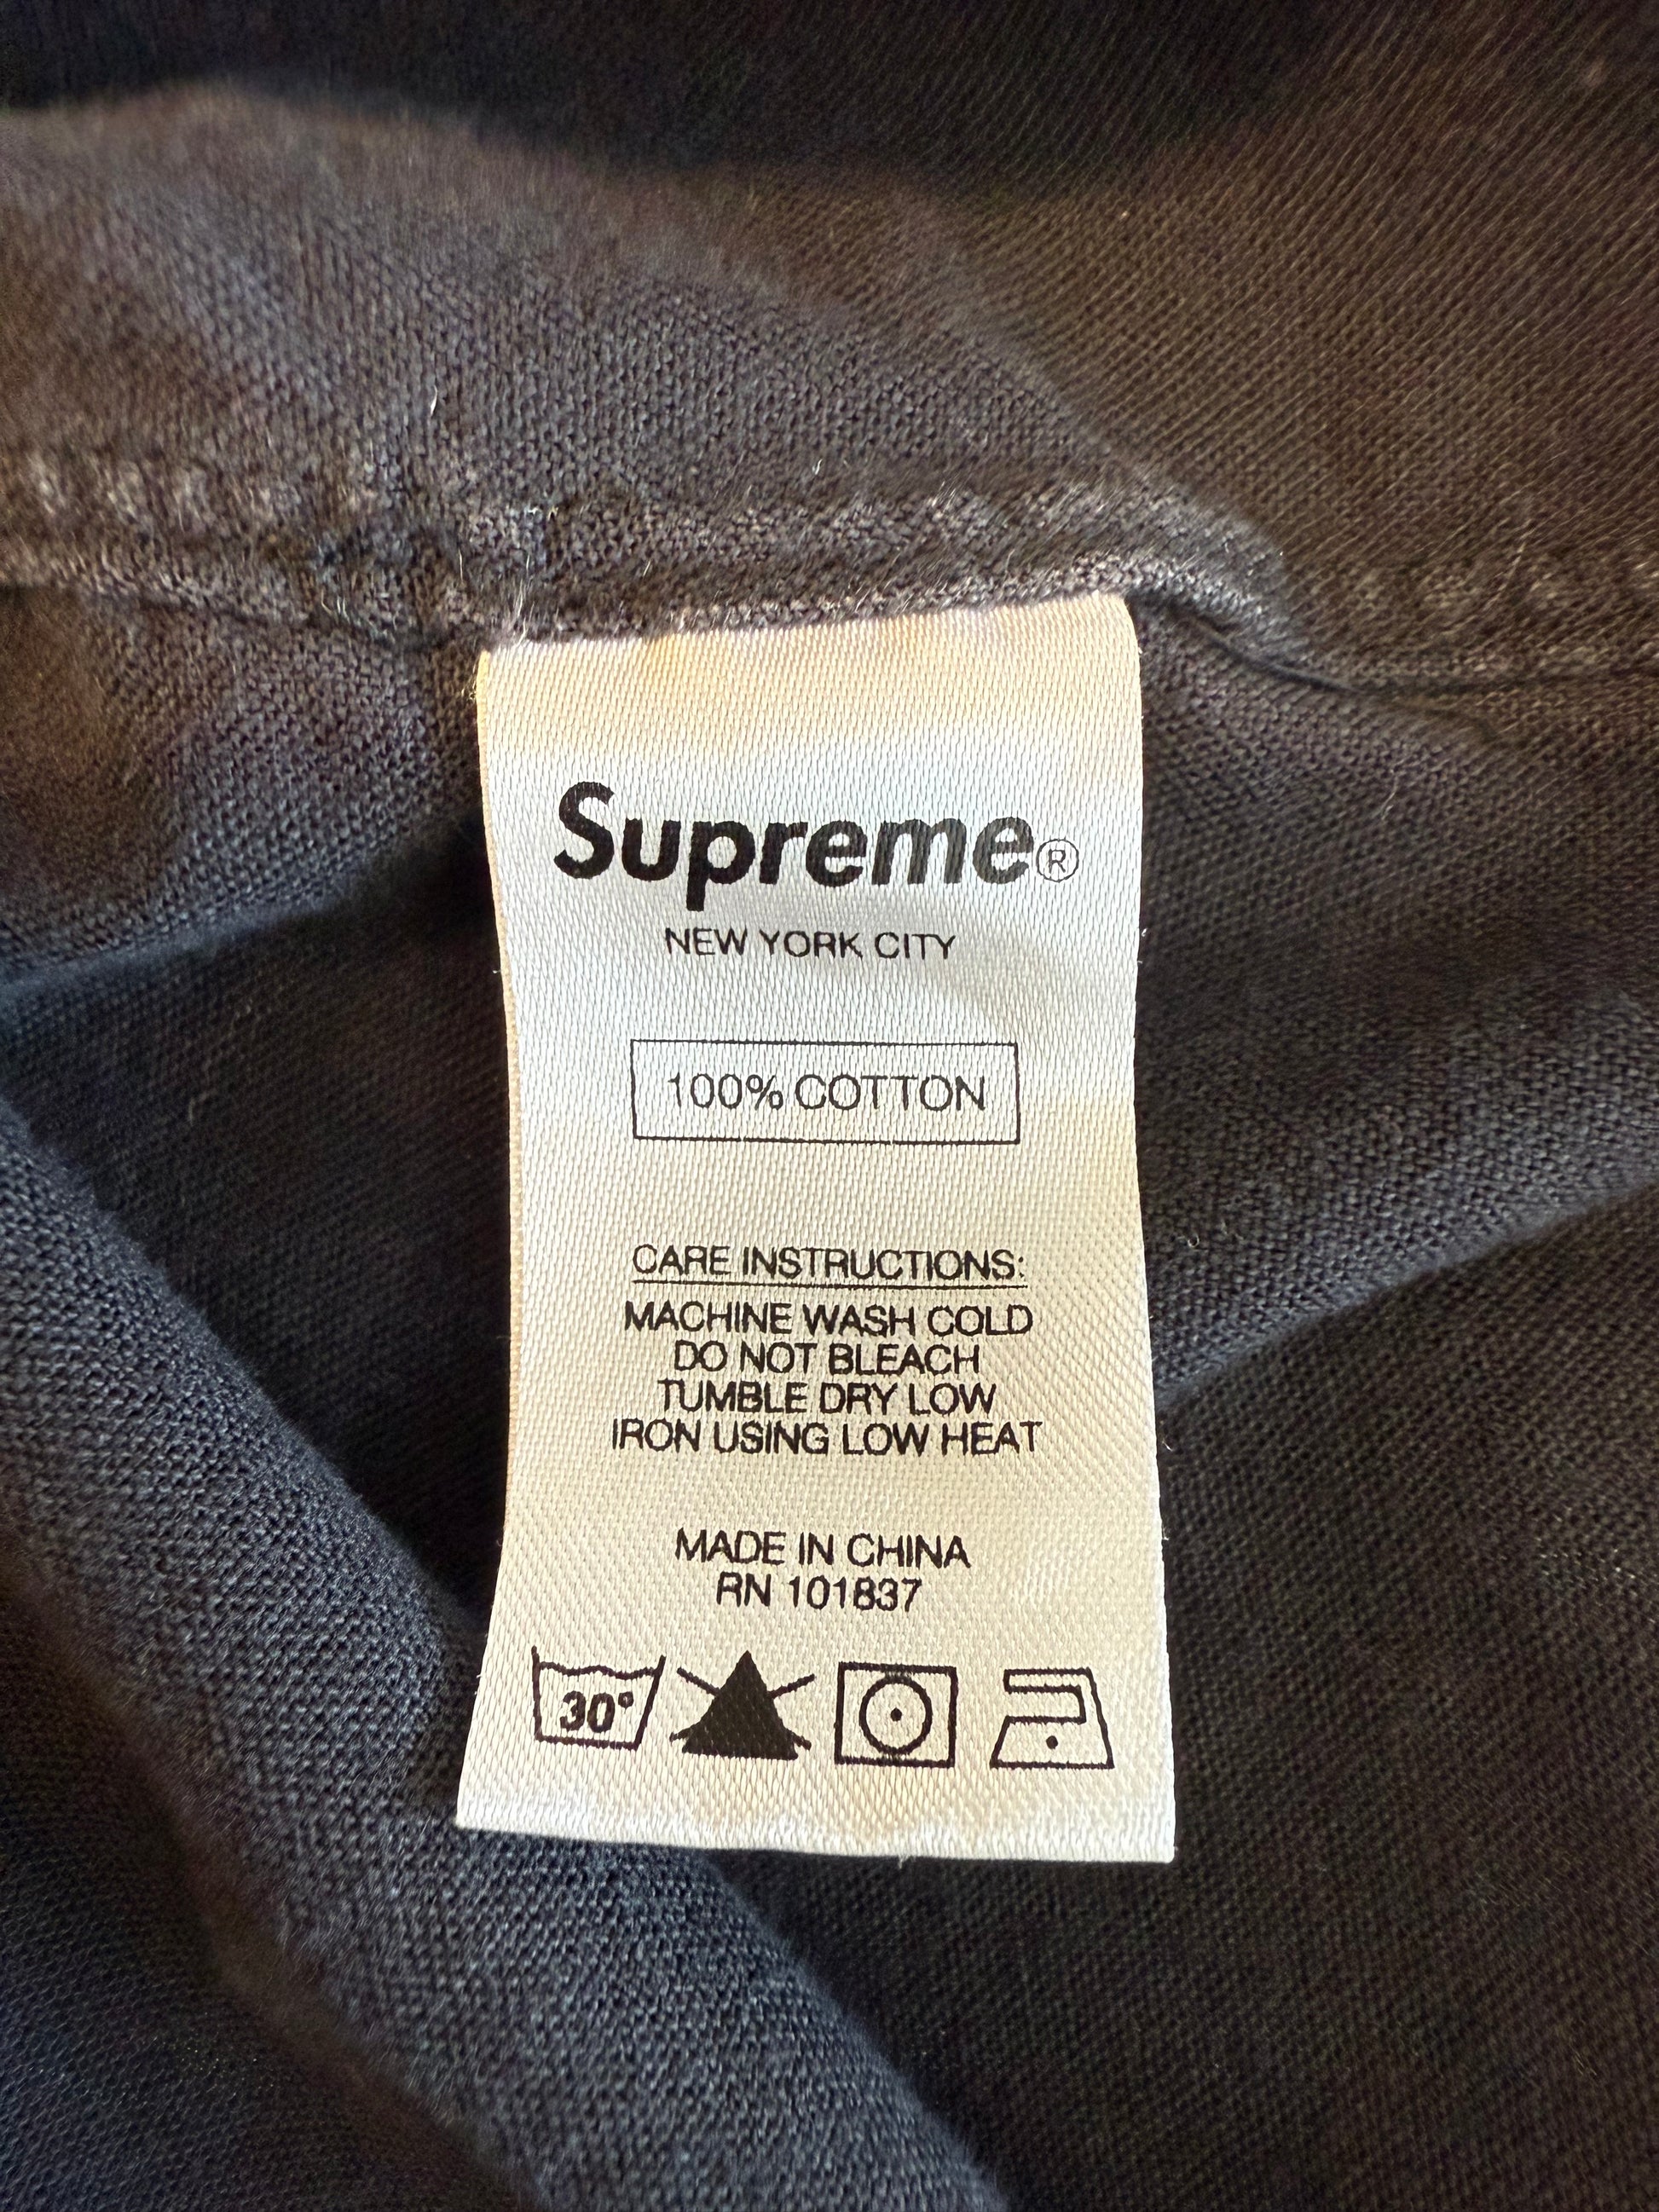 Supreme®
NEW YORK CITY
100% COTTON
CARE INSTRUCTIONS:
MACHINE WASH COLD
DO NOT BLEACH
TUMBLE DRY LOW
IRON USING LOW HEAT
MADE IN CHINA
RN 101837
30°